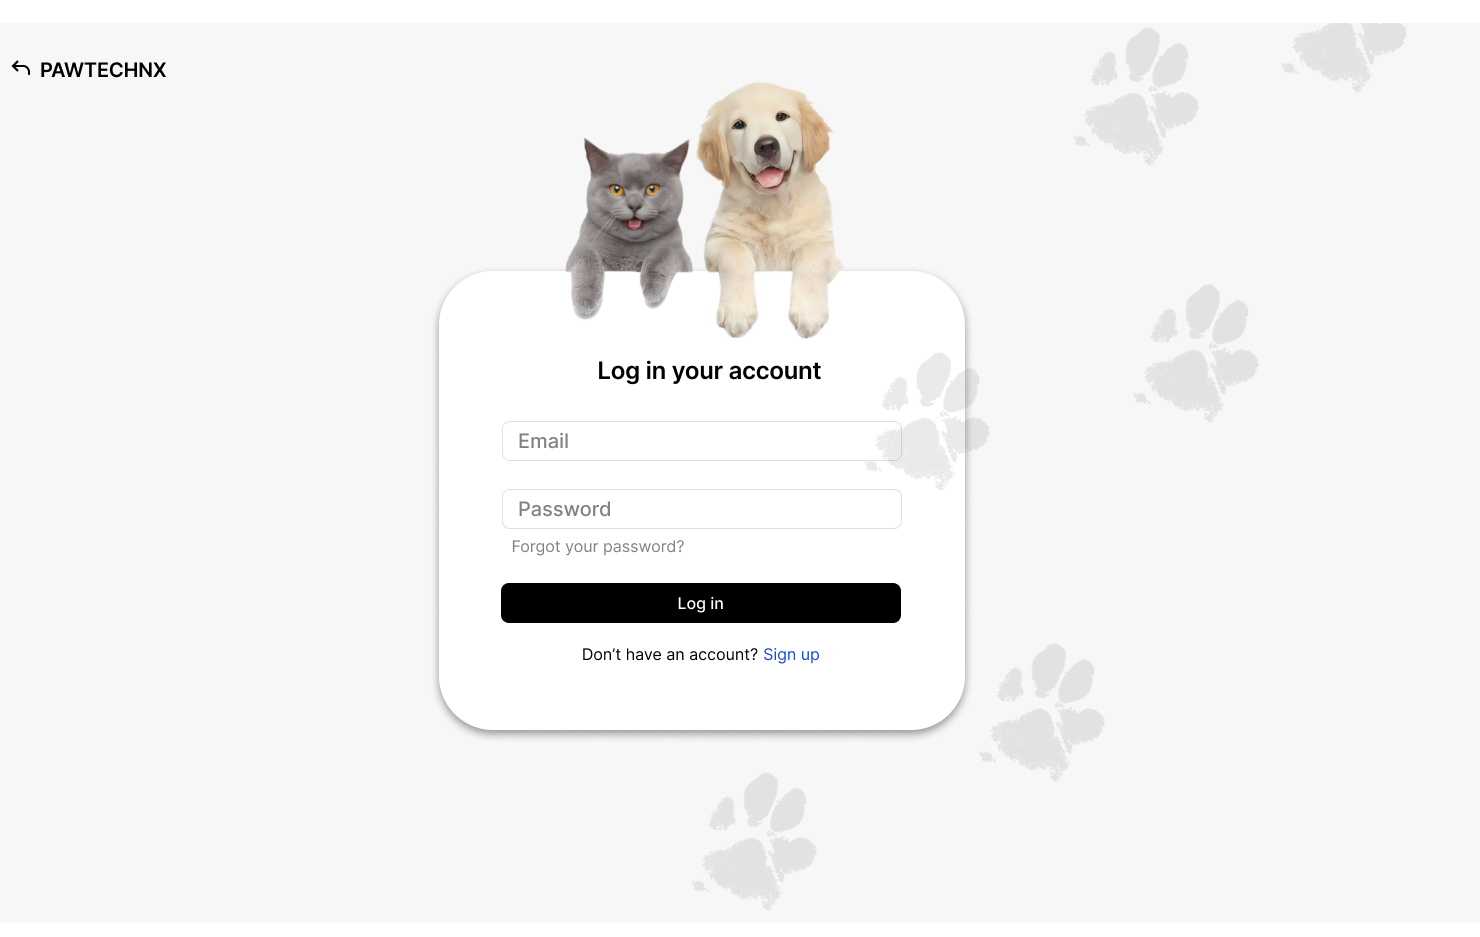 PAWTECHNX
Log in your account
Email
Password
Forgot your password?
Log in
Don’t have an account? Sign up